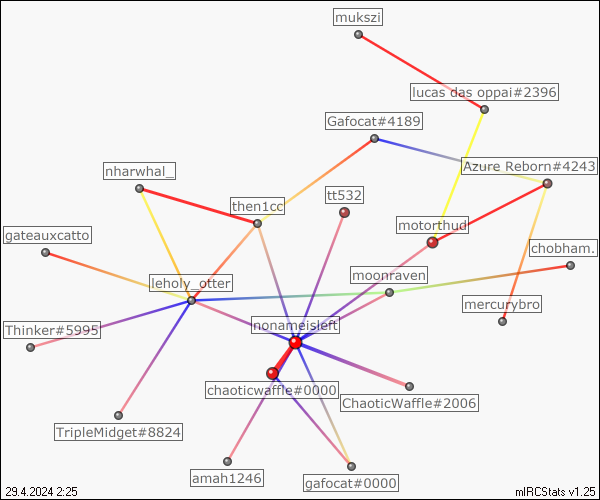 mukszi
lucas das oppai#2396
Gafocat#4189
Azure Reborn#4243
nharwhal_
tt532
then1cc
motorthud
gateauxcatto
chobham.
moonraven
leholy_otter
mercurybro
nonameisleft
Thinker#5995
chaoticwaffle#0000
ChaoticWaffle#2006
TripleMidget#8824
amah1246
gafocat#0000
29.4.2024 2:25
mIRCStats v1.25